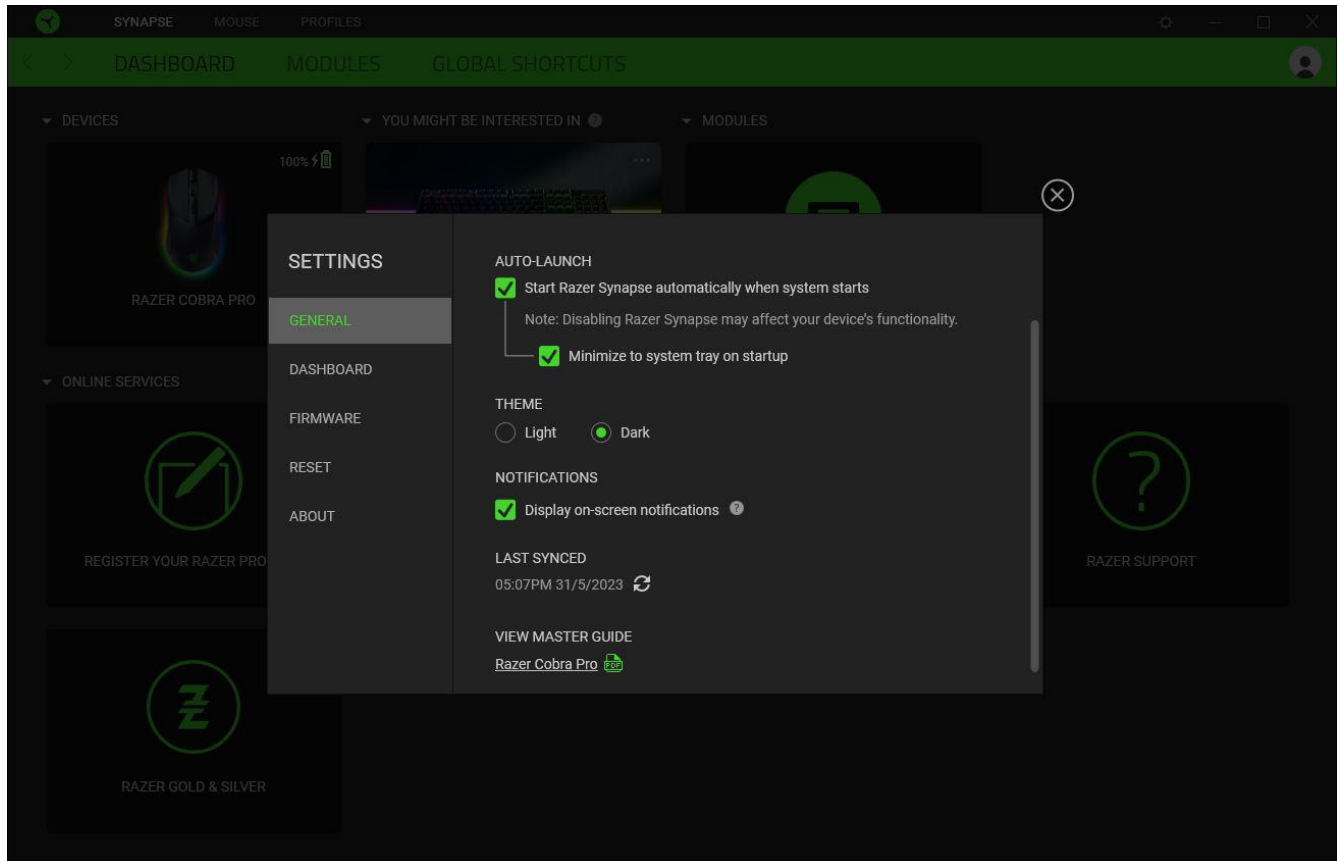 SYNAPSE MOUSE PROFILES
DASHBOARD MODULES GLOBAL SHORTCUTS
DEVICES
YOU MIGHT BE INTERESTED IN
MODULES
100%
RAZER COBRA PRO
ONLINE SERVICES
REGISTER YOUR RAZER PRO
RAZER SUPPORT
RAZER GOLD & SILVER
SETTINGS
GENERAL
DASHBOARD
FIRMWARE
RESET
ABOUT
AUTO-LAUNCH
Start Razer Synapse automatically when system starts
Note: Disabling Razer Synapse may affect your device’s functionality.
Minimize to system tray on startup
THEME
Light Dark
NOTIFICATIONS
Display on-screen notifications ?
LAST SYNCED
05:07PM 31/5/2023
VIEW MASTER GUIDE
Razer Cobra Pro PDF